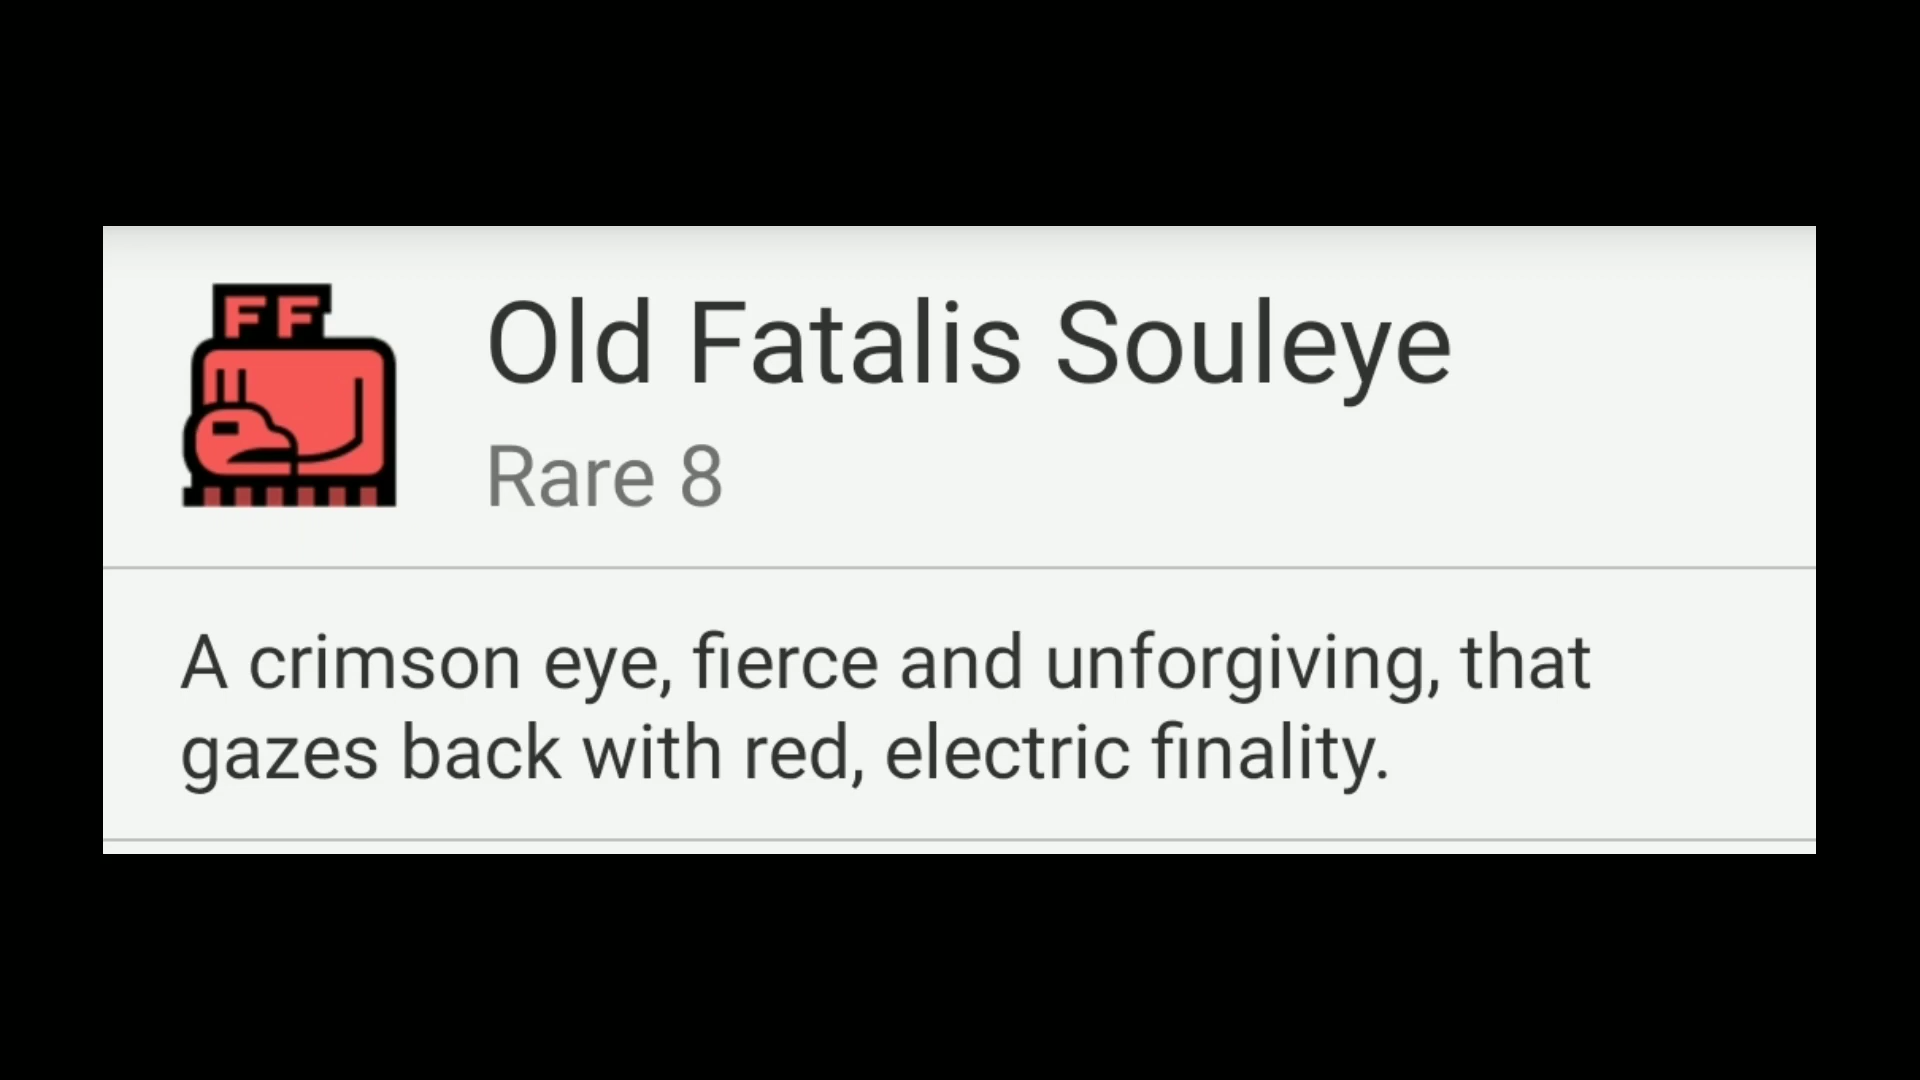 FF
Old Fatalis Souleye
Rare 8
A crimson eye, fierce and unforgiving, that
gazes back with red, electric finality.